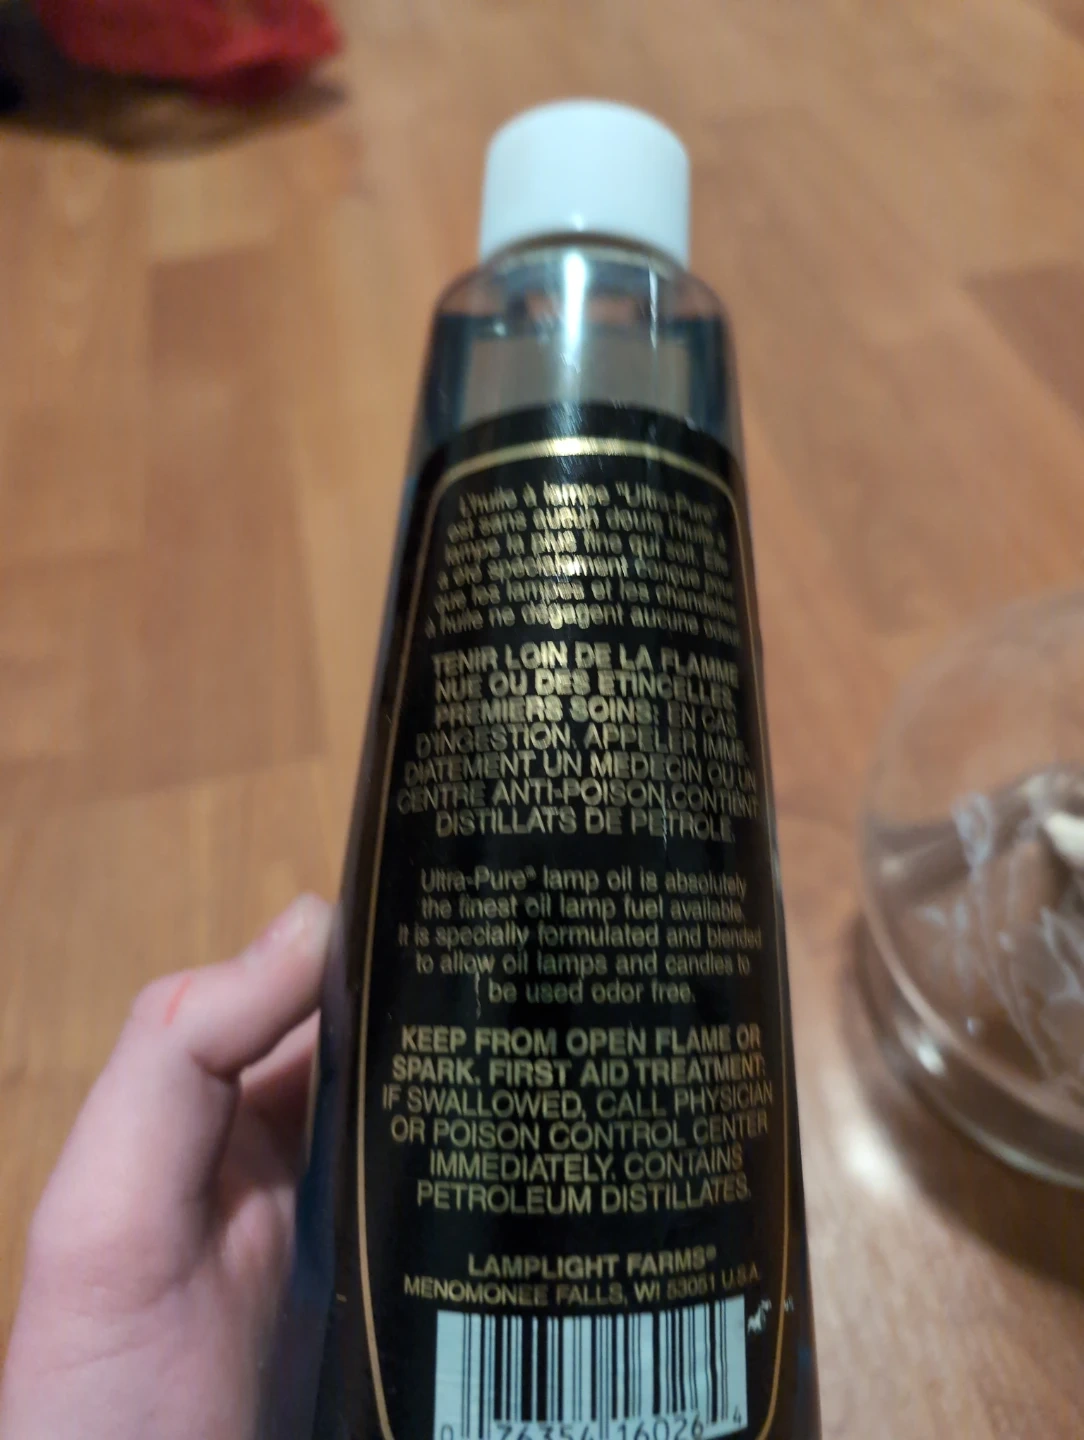 L'huile à lampe "Ultra-Pure"
est sans aucun doute l'huile à
lampe la plus fine qui soit. Elle
a été spécialement conçue pour
que les lampes et les chandelles
à huile ne dégagent aucune odeur
TENIR LOIN DE LA FLAMME
NUE OU DES ETINCELLES.
PREMIERS SOINS: EN CAS
D'INGESTION, APPELER IMME-
DIATEMENT UN MEDECIN OU UN
CENTRE ANTI-POISON. CONTIENT
DISTILLATS DE PETROLE.
Ultra-Pure® lamp oil is absolutely
the finest oil lamp fuel available.
It is specially formulated and blended
to allow oil lamps and candles to
be used odor free.
KEEP FROM OPEN FLAME OR
SPARK. FIRST AID TREATMENT:
IF SWALLOWED, CALL PHYSICIAN
OR POISON CONTROL CENTER
IMMEDIATELY. CONTAINS
PETROLEUM DISTILLATES.
LAMPLIGHT FARMS®
MENOMONEE FALLS, WI 53051 U.S.A.
0 76354 16026 4